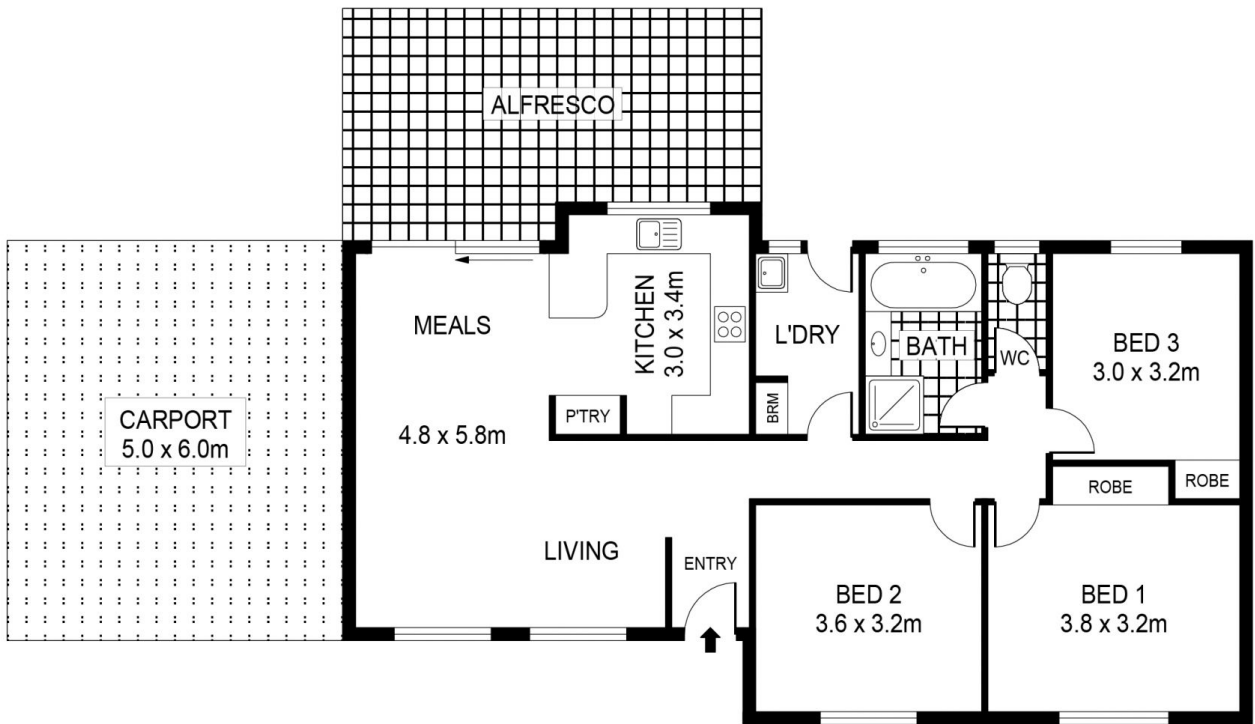 ALFRESCO
KITCHEN
3.0 x 3.4m
MEALS
L'DRY
BATH
WC
BED 3
3.0 x 3.2m
CARPORT
5.0 x 6.0m
P'TRY
BRM
4.8 x 5.8m
ROBE
ROBE
LIVING
ENTRY
BED 2
3.6 x 3.2m
BED 1
3.8 x 3.2m